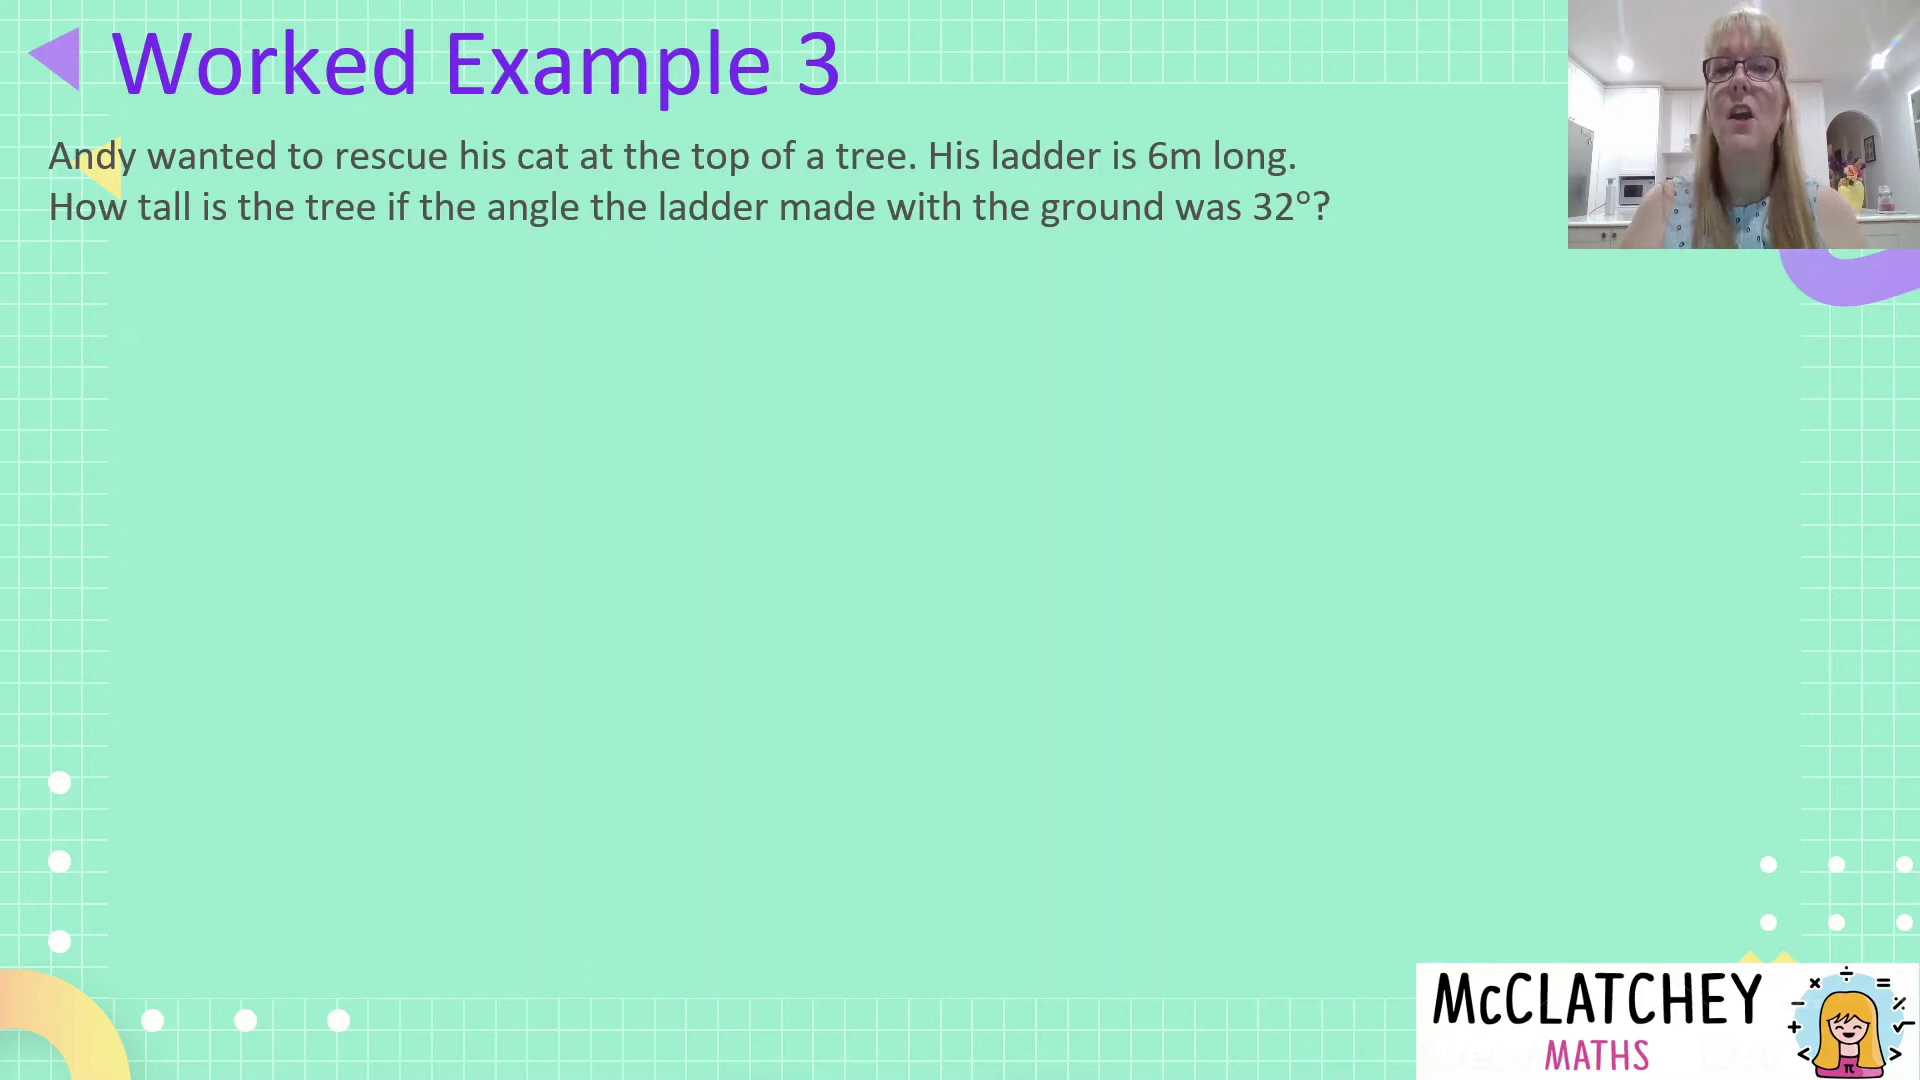 Worked Example 3
Andy wanted to rescue his cat at the top of a tree. His ladder is 6m long.
How tall is the tree if the angle the ladder made with the ground was 32°?
McCLATCHEY
MATHS